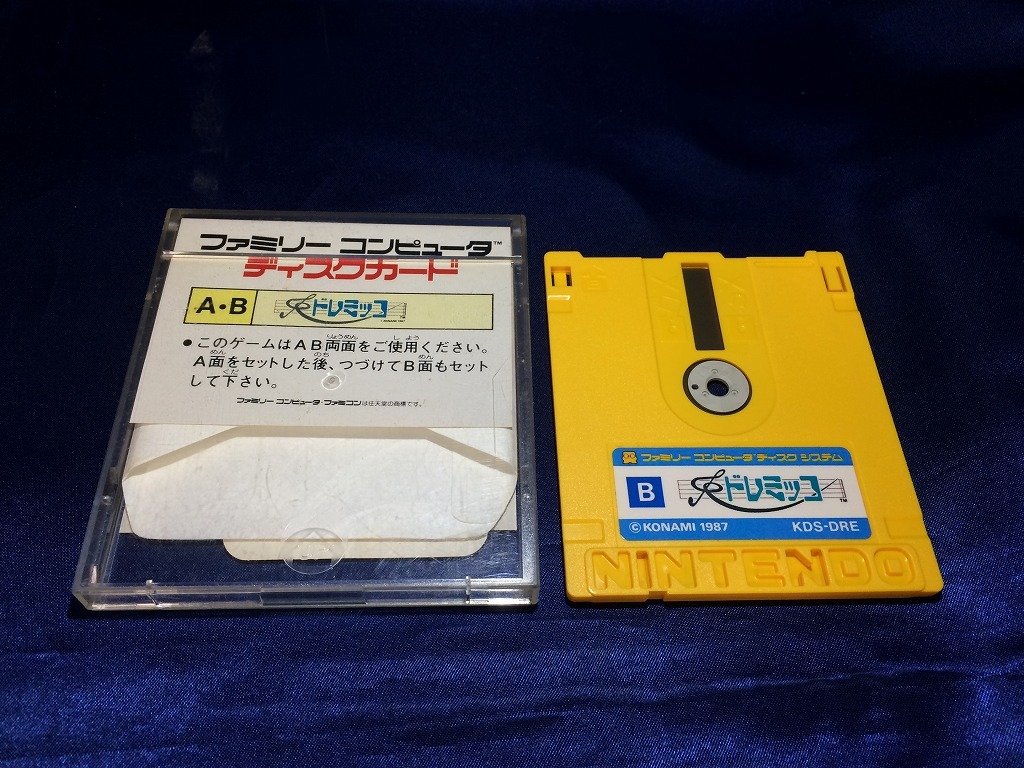 ファミリー コンピュータ™
ディスクカード
A・B
ドレミッコ
TM
© KONAMI 1987
●このゲームはAB両面をご使用ください。
A面をセットした後、つづけてB面もセット
して下さい。
ファミリー コンピュータ・ファミコンは任天堂の商標です。
ファミリー コンピュータ ディスク システム
B
ドレミッコ
TM
© KONAMI 1987 KDS-DRE
NINTENDO